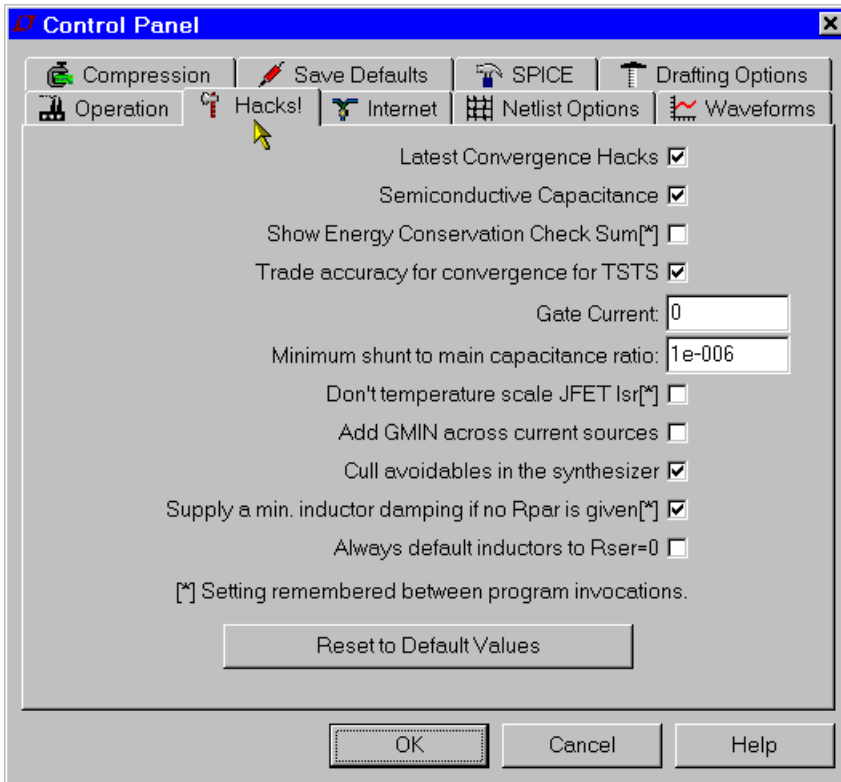 Control Panel
Compression Save Defaults SPICE Drafting Options
Operation Hacks! Internet Netlist Options Waveforms
Latest Convergence Hacks
Semiconductive Capacitance
Show Energy Conservation Check Sum[*]
Trade accuracy for convergence for TSTS
Gate Current: 0
Minimum shunt to main capacitance ratio: 1e-006
Don't temperature scale JFET Isr[*]
Add GMIN across current sources
Cull avoidables in the synthesizer
Supply a min. inductor damping if no Rpar is given[*]
Always default inductors to Rser=0
[*] Setting remembered between program invocations.
Reset to Default Values
OK Cancel Help